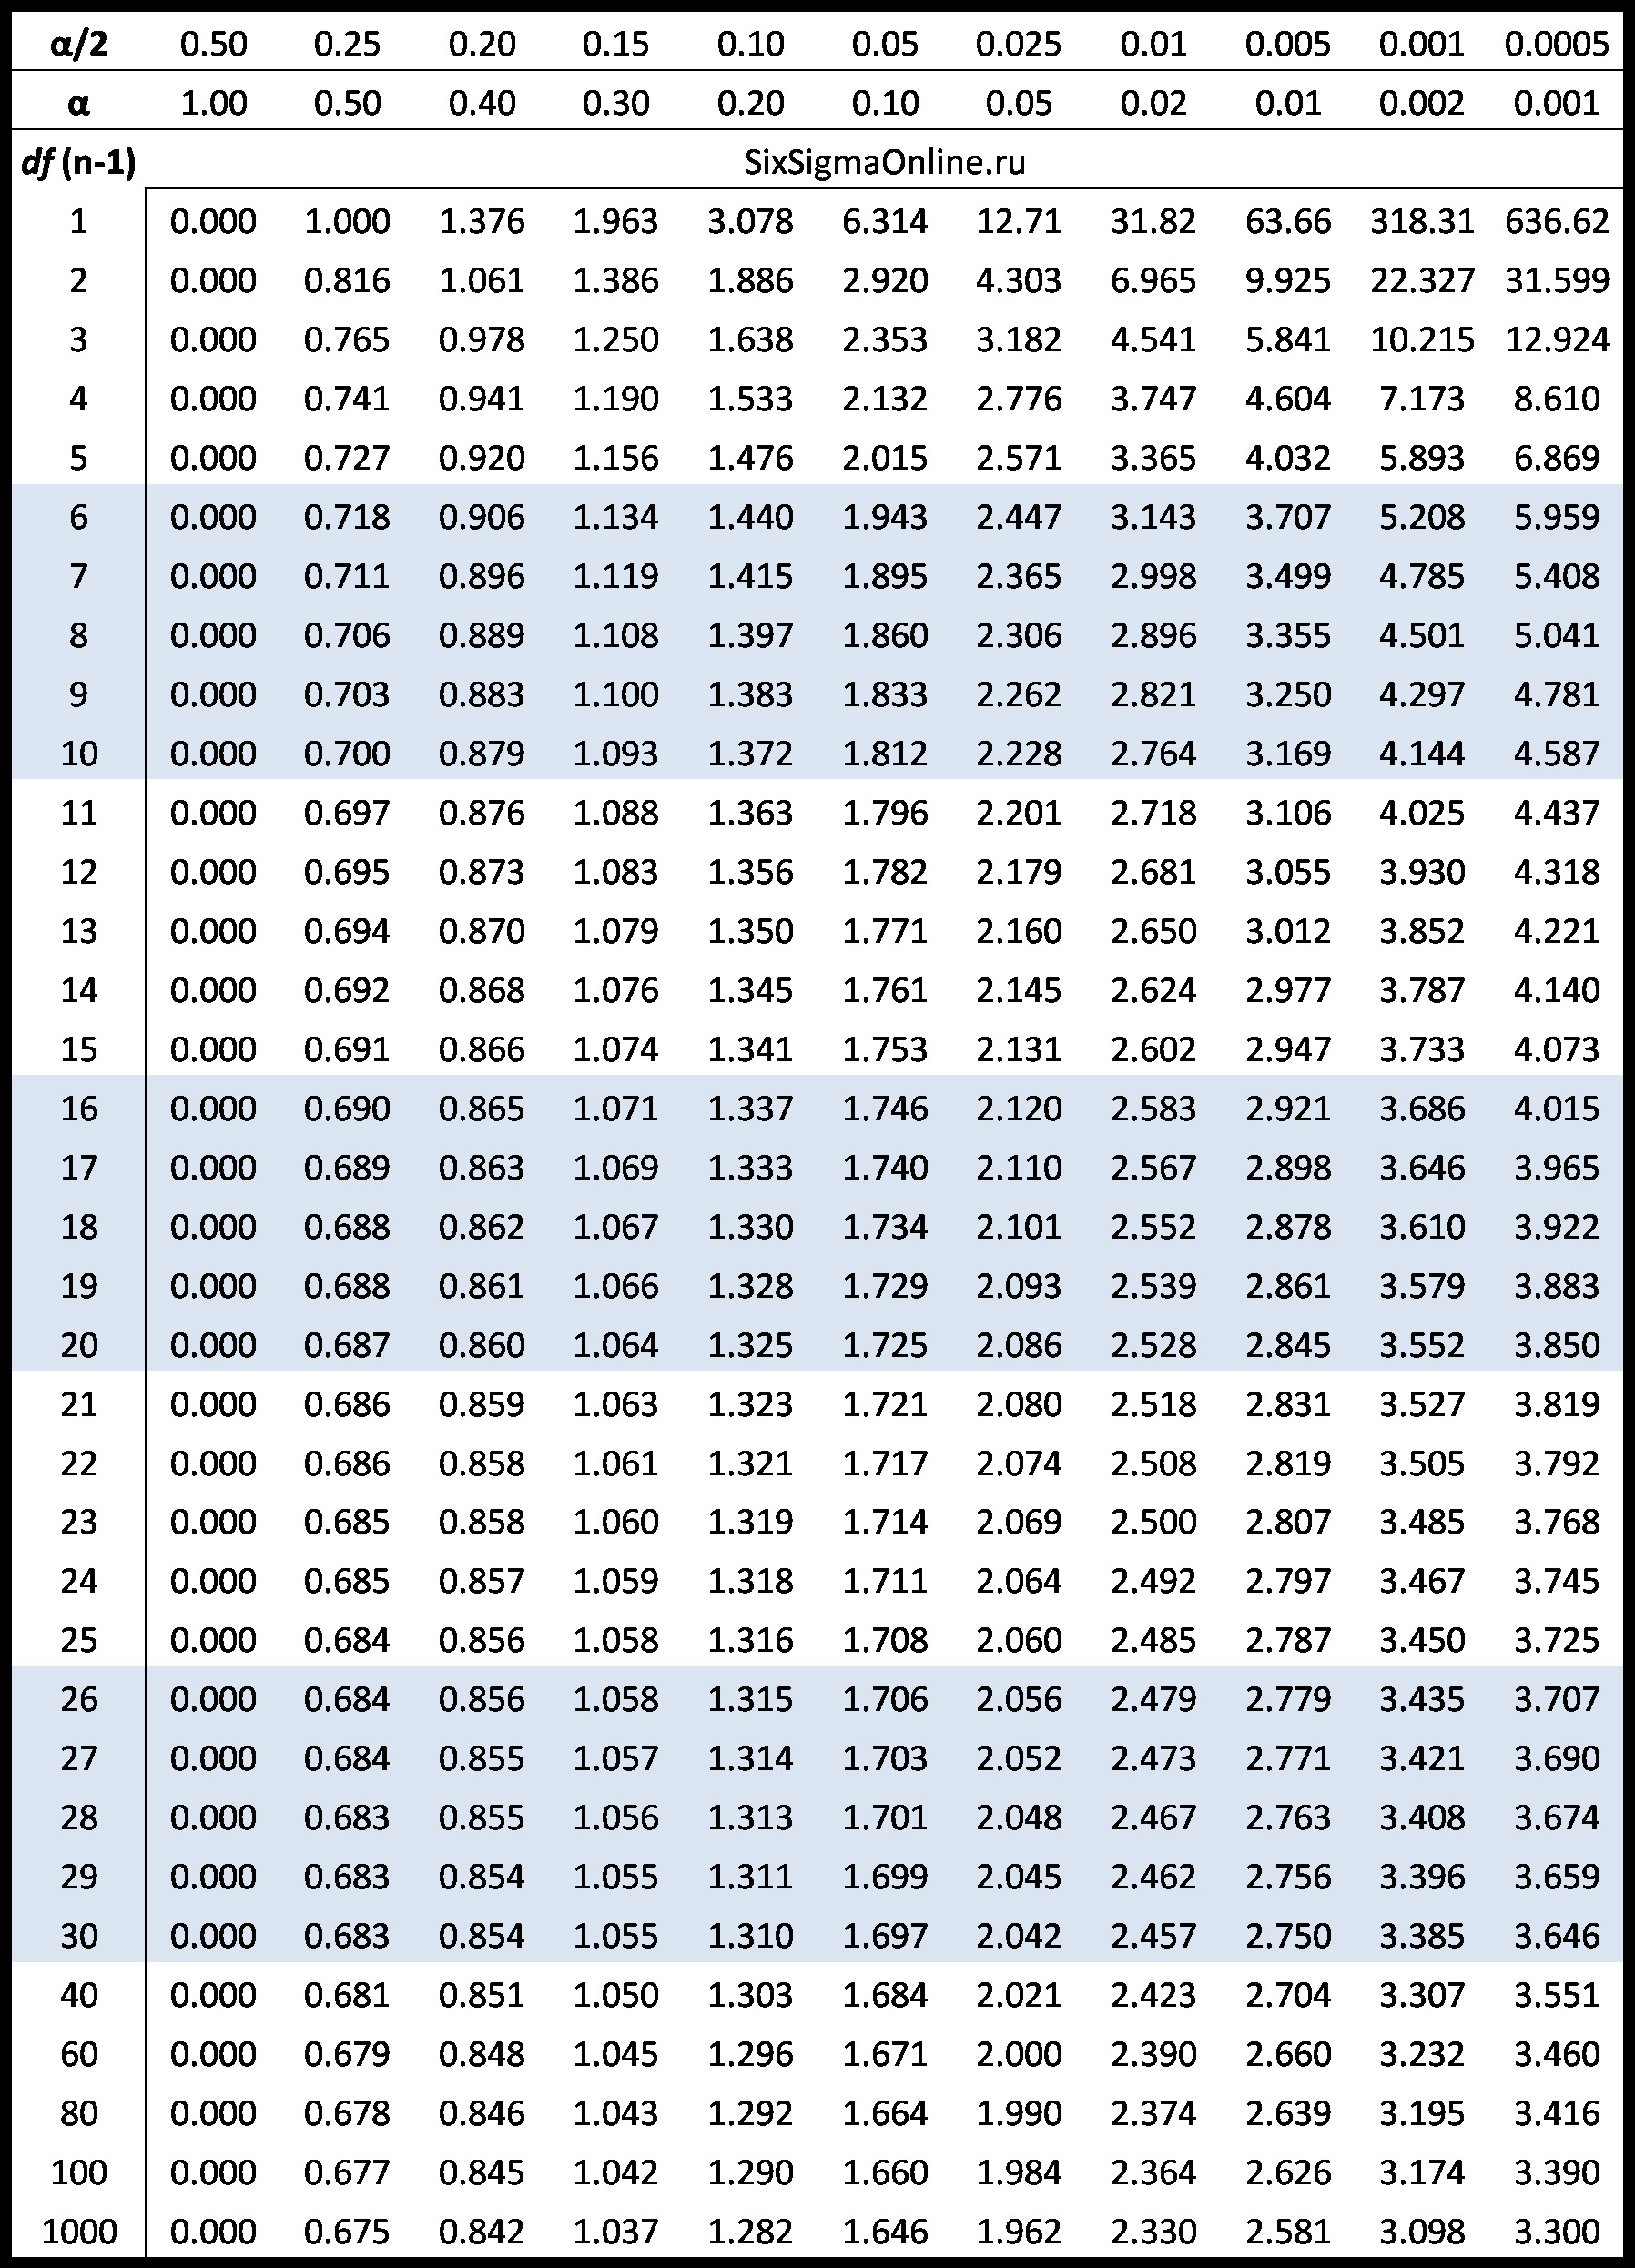 α/2 0.50 0.25 0.20 0.15 0.10 0.05 0.025 0.01 0.005 0.001 0.0005
α 1.00 0.50 0.40 0.30 0.20 0.10 0.05 0.02 0.01 0.002 0.001
df (n-1) SixSigmaOnline.ru
1 0.000 1.000 1.376 1.963 3.078 6.314 12.71 31.82 63.66 318.31 636.62
2 0.000 0.816 1.061 1.386 1.886 2.920 4.303 6.965 9.925 22.327 31.599
3 0.000 0.765 0.978 1.250 1.638 2.353 3.182 4.541 5.841 10.215 12.924
4 0.000 0.741 0.941 1.190 1.533 2.132 2.776 3.747 4.604 7.173 8.610
5 0.000 0.727 0.920 1.156 1.476 2.015 2.571 3.365 4.032 5.893 6.869
6 0.000 0.718 0.906 1.134 1.440 1.943 2.447 3.143 3.707 5.208 5.959
7 0.000 0.711 0.896 1.119 1.415 1.895 2.365 2.998 3.499 4.785 5.408
8 0.000 0.706 0.889 1.108 1.397 1.860 2.306 2.896 3.355 4.501 5.041
9 0.000 0.703 0.883 1.100 1.383 1.833 2.262 2.821 3.250 4.297 4.781
10 0.000 0.700 0.879 1.093 1.372 1.812 2.228 2.764 3.169 4.144 4.587
11 0.000 0.697 0.876 1.088 1.363 1.796 2.201 2.718 3.106 4.025 4.437
12 0.000 0.695 0.873 1.083 1.356 1.782 2.179 2.681 3.055 3.930 4.318
13 0.000 0.694 0.870 1.079 1.350 1.771 2.160 2.650 3.012 3.852 4.221
14 0.000 0.692 0.868 1.076 1.345 1.761 2.145 2.624 2.977 3.787 4.140
15 0.000 0.691 0.866 1.074 1.341 1.753 2.131 2.602 2.947 3.733 4.073
16 0.000 0.690 0.865 1.071 1.337 1.746 2.120 2.583 2.921 3.686 4.015
17 0.000 0.689 0.863 1.069 1.333 1.740 2.110 2.567 2.898 3.646 3.965
18 0.000 0.688 0.862 1.067 1.330 1.734 2.101 2.552 2.878 3.610 3.922
19 0.000 0.688 0.861 1.066 1.328 1.729 2.093 2.539 2.861 3.579 3.883
20 0.000 0.687 0.860 1.064 1.325 1.725 2.086 2.528 2.845 3.552 3.850
21 0.000 0.686 0.859 1.063 1.323 1.721 2.080 2.518 2.831 3.527 3.819
22 0.000 0.686 0.858 1.061 1.321 1.717 2.074 2.508 2.819 3.505 3.792
23 0.000 0.685 0.858 1.060 1.319 1.714 2.069 2.500 2.807 3.485 3.768
24 0.000 0.685 0.857 1.059 1.318 1.711 2.064 2.492 2.797 3.467 3.745
25 0.000 0.684 0.856 1.058 1.316 1.708 2.060 2.485 2.787 3.450 3.725
26 0.000 0.684 0.856 1.058 1.315 1.706 2.056 2.479 2.779 3.435 3.707
27 0.000 0.684 0.855 1.057 1.314 1.703 2.052 2.473 2.771 3.421 3.690
28 0.000 0.683 0.855 1.056 1.313 1.701 2.048 2.467 2.763 3.408 3.674
29 0.000 0.683 0.854 1.055 1.311 1.699 2.045 2.462 2.756 3.396 3.659
30 0.000 0.683 0.854 1.055 1.310 1.697 2.042 2.457 2.750 3.385 3.646
40 0.000 0.681 0.851 1.050 1.303 1.684 2.021 2.423 2.704 3.307 3.551
60 0.000 0.679 0.848 1.045 1.296 1.671 2.000 2.390 2.660 3.232 3.460
80 0.000 0.678 0.846 1.043 1.292 1.664 1.990 2.374 2.639 3.195 3.416
100 0.000 0.677 0.845 1.042 1.290 1.660 1.984 2.364 2.626 3.174 3.390
1000 0.000 0.675 0.842 1.037 1.282 1.646 1.962 2.330 2.581 3.098 3.300